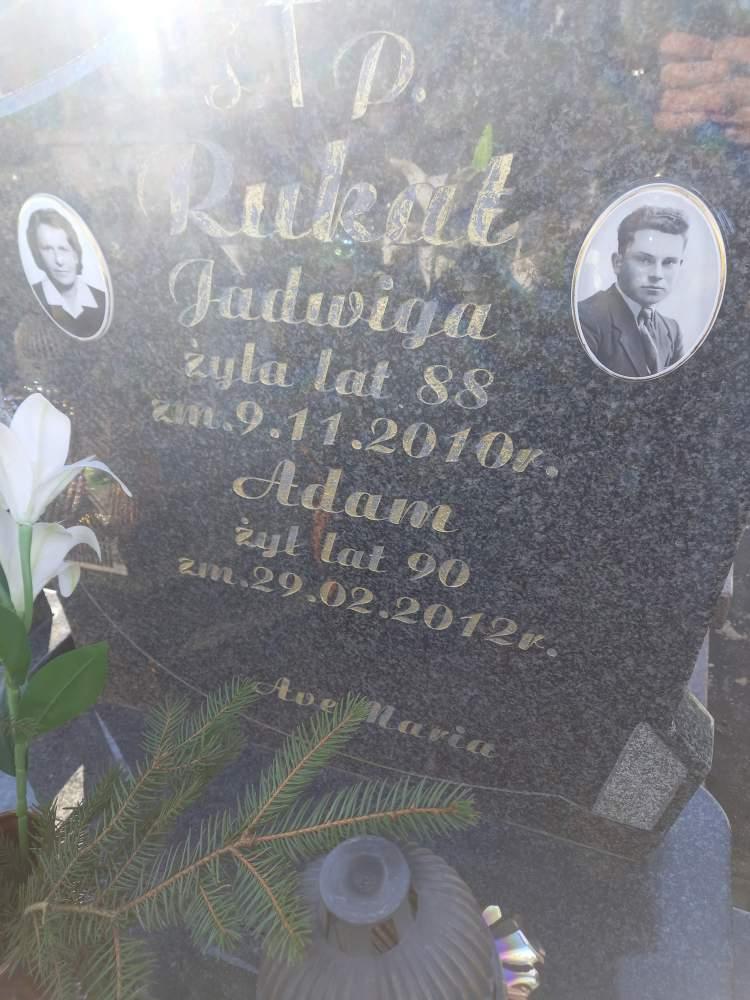 Ś P.
Rukat
Jadwiga
żyła lat 88
zm.9.11.2010r.
Adam
żył lat 90
zm.29.02.2012r.
Ave Maria